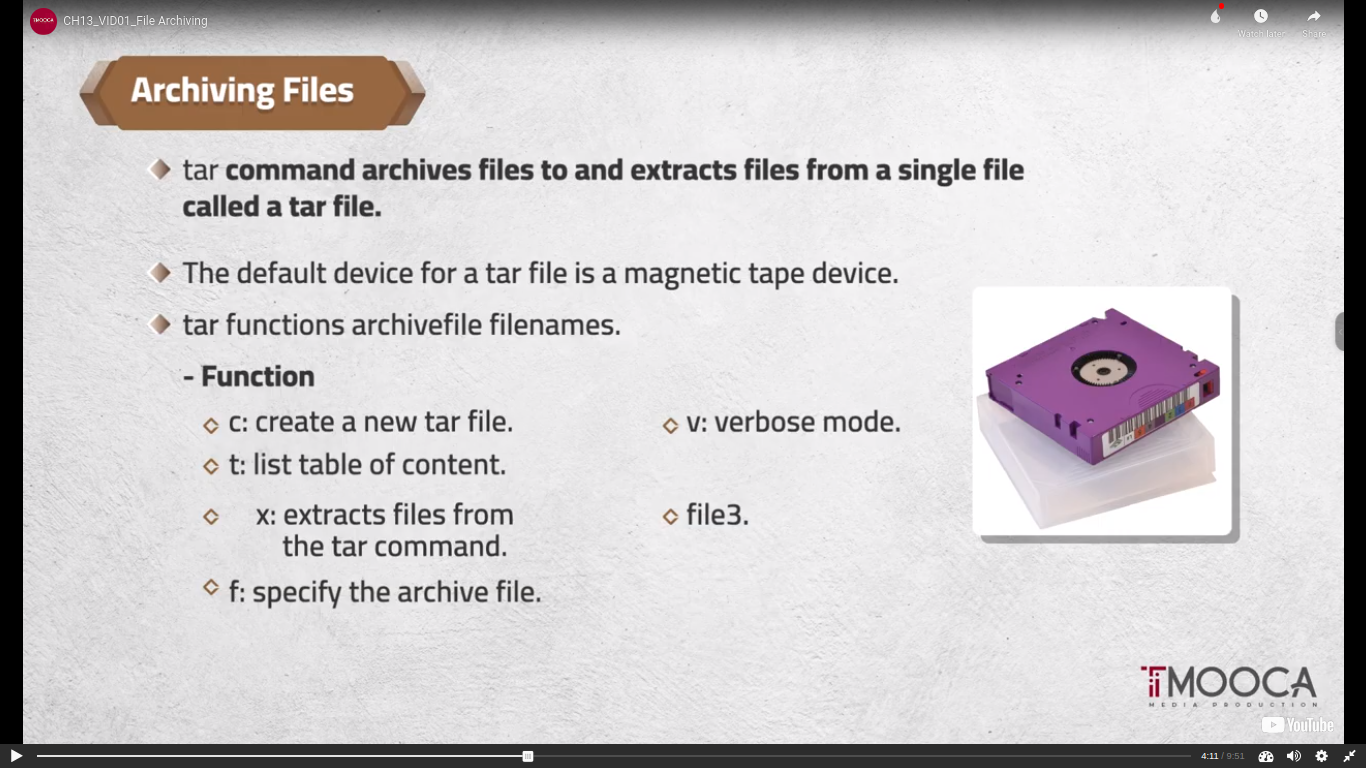 TMOOCA
CH13_VID01_File Archiving
Watch later
Share
Archiving Files
tar command archives files to and extracts files from a single file
called a tar file.
The default device for a tar file is a magnetic tape device.
tar functions archivefile filenames.
- Function
c: create a new tar file.
t: list table of content.
x: extracts files from
the tar command.
f: specify the archive file.
v: verbose mode.
file3.
TMOOCA
MEDIA PRODUCTION
YouTube
4:11 / 9:51